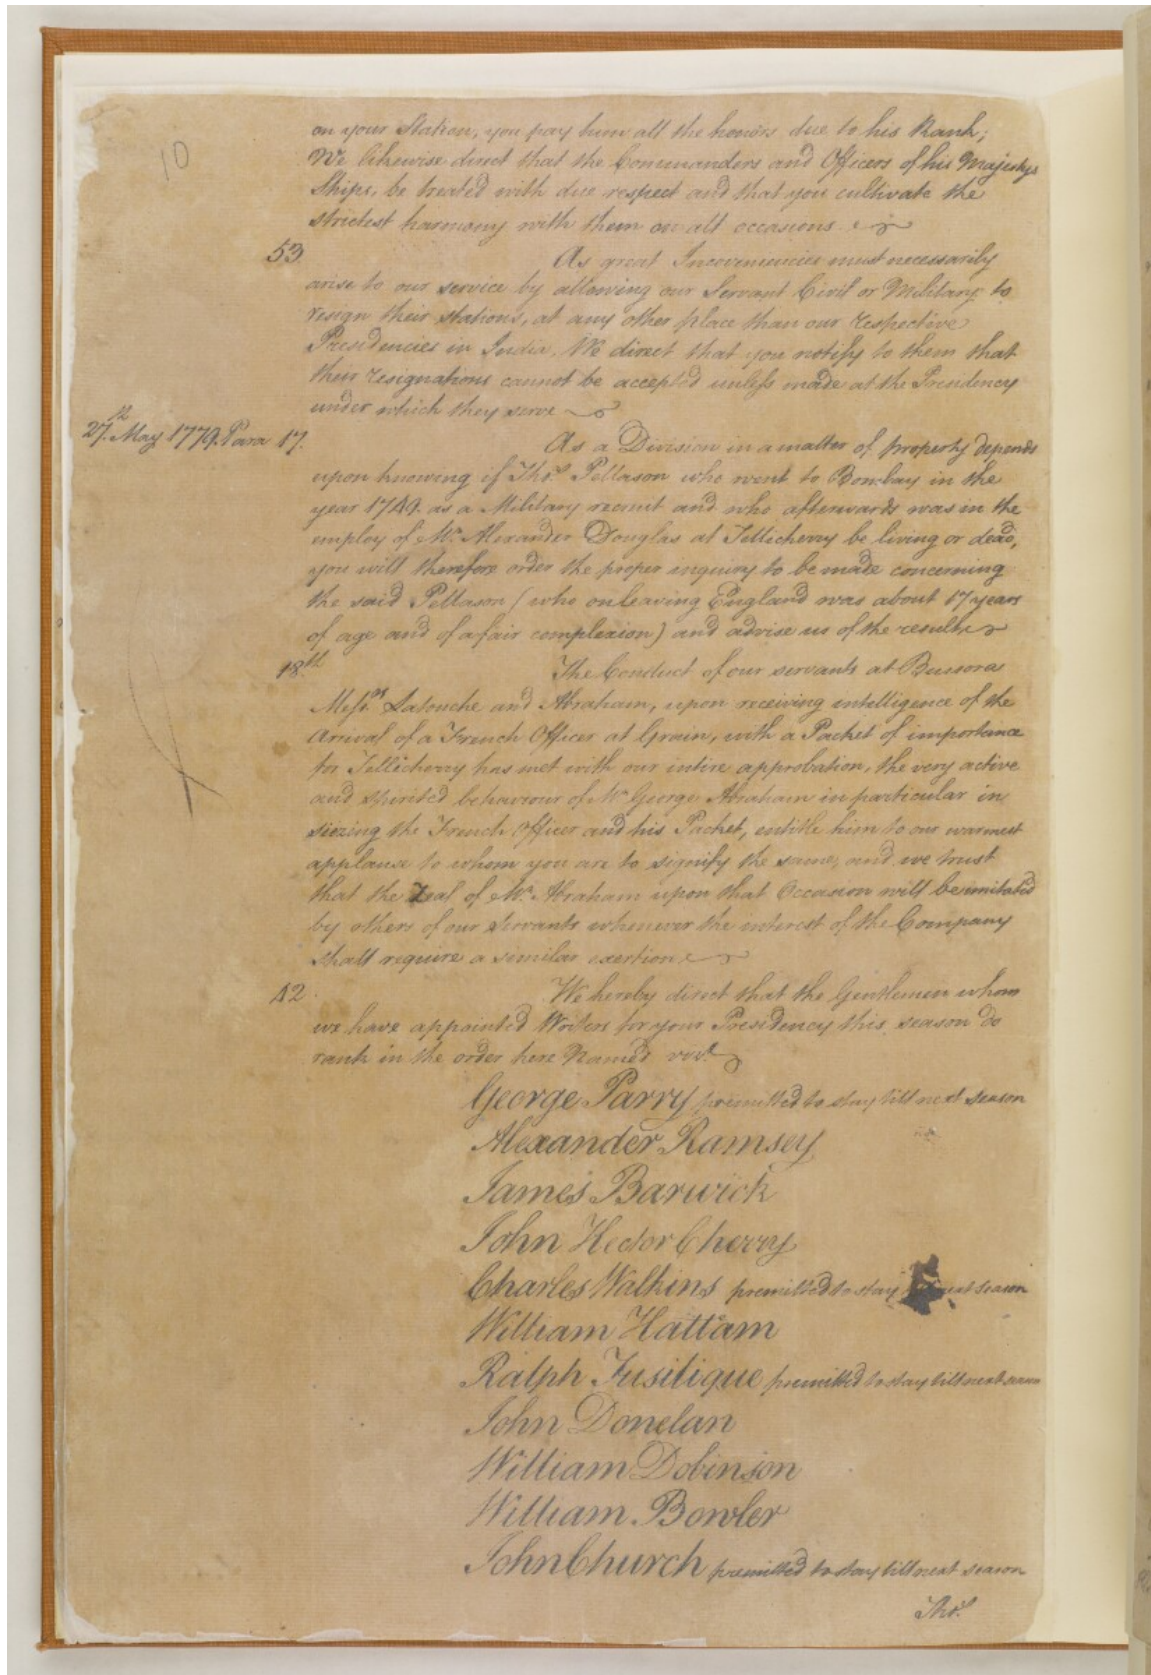 10
on your Station, you pay him all the honors due to his Rank;
We likewise direct that the Commanders and Officers of his Majestys
Ships, be treated with due respect and that you cultivate the
strictest harmony with them on all occasions.
53 As great Inconveniencies must necessarily
arise to our service by allowing our Servant Civil or Military to
resign their stations, at any other place than our respective
Presidencies in India, We direct that you notify to them that
their resignations cannot be accepted unless made at the Presidency
under which they serve
27th May 1779. Para 17. As a Division in a matter of property depends
upon knowing if Thos. Pellason who went to Bombay in the
year 1749. as a Military recruit and who afterwards was in the
employ of Mr. Alexander Douglas at Tellicherry be living or dead,
you will therefore order the proper inquiry to be made concerning
the said Pellason (who on leaving England was about 17 years
of age and of a fair complexion) and advise us of the result
18th. The Conduct of our servants at Bussora
Messrs. Latouche and Abraham, upon receiving intelligence of the
Arrival of a French Officer at Grain, with a Packet of importance
for Tellicherry has met with our intire approbation, the very active
and spirited behaviour of Mr. George Abraham in particular in
siezing the French Officer and his Packet, entitle him to our warmest
applause to whom you are to signify the same, and we trust
that the Zeal of Mr. Abraham upon that Occasion will be imitated
by others of our Servants whenever the interest of the Company
shall require a similar exertion
42 We hereby direct that the Gentlemen whom
we have appointed Writers for your Presidency this season do
rank in the order here Named vizt.
George Parry premitted to stay till next season
Alexander Ramsey
James Barwick
John Hector Cherry
Charles Watkins premitted to stay next season
William Hattam
Ralph Fusilique premitted to stay till next season
John Donelan
William Dobinson
William Bowler
John Church premitted to stay till next season
Thos.